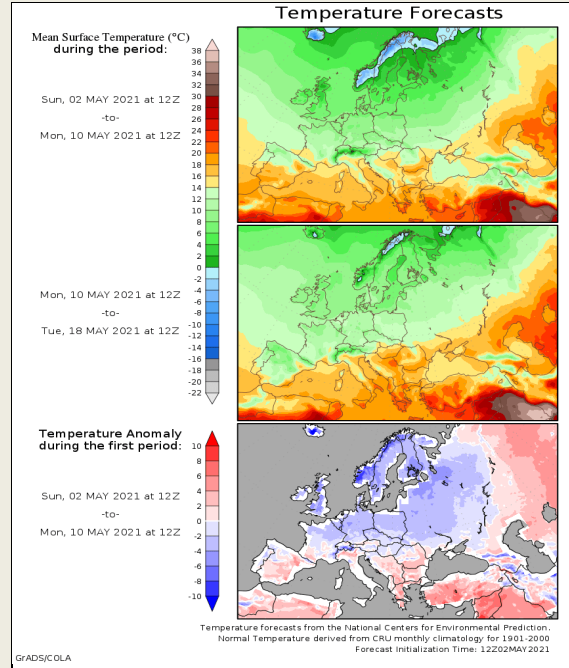 Temperature Forecasts
Mean Surface Temperature (°C)
during the period:
Sun, 02 MAY 2021 at 12Z
-to-
Mon, 10 MAY 2021 at 12Z
38
36
34
32
30
28
26
24
22
20
18
16
14
12
10
8
6
4
2
0
-2
-4
-6
-8
-10
-12
-14
-16
-18
-20
-22
Mon, 10 MAY 2021 at 12Z
-to-
Tue, 18 MAY 2021 at 12Z
Temperature Anomaly
during the first period:
Sun, 02 MAY 2021 at 12Z
-to-
Mon, 10 MAY 2021 at 12Z
10
8
6
4
2
0
-2
-4
-6
-8
-10
Temperature forecasts from the National Centers for Environmental Prediction.
Normal Temperature derived from CRU monthly climatology for 1901-2000
Forecast Initialization Time: 12Z02MAY2021
GrADS/COLA